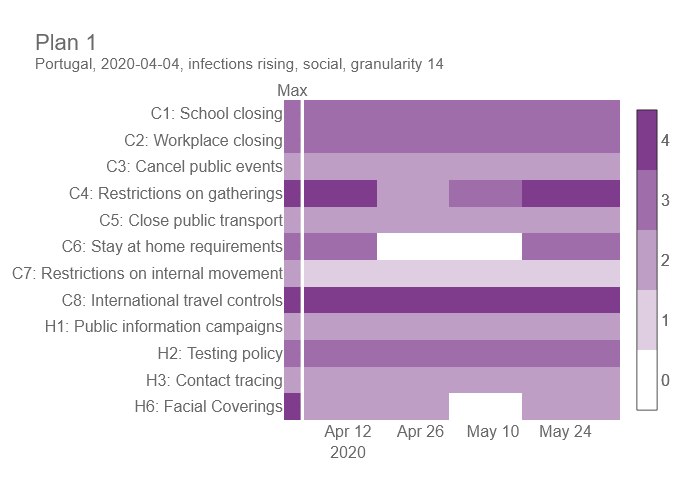 Plan 1
Portugal, 2020-04-04, infections rising, social, granularity 14
Max
C1: School closing
C2: Workplace closing
C3: Cancel public events
C4: Restrictions on gatherings
C5: Close public transport
C6: Stay at home requirements
C7: Restrictions on internal movement
C8: International travel controls
H1: Public information campaigns
H2: Testing policy
H3: Contact tracing
H6: Facial Coverings
4
3
2
1
0
Apr 12 Apr 26 May 10 May 24
2020